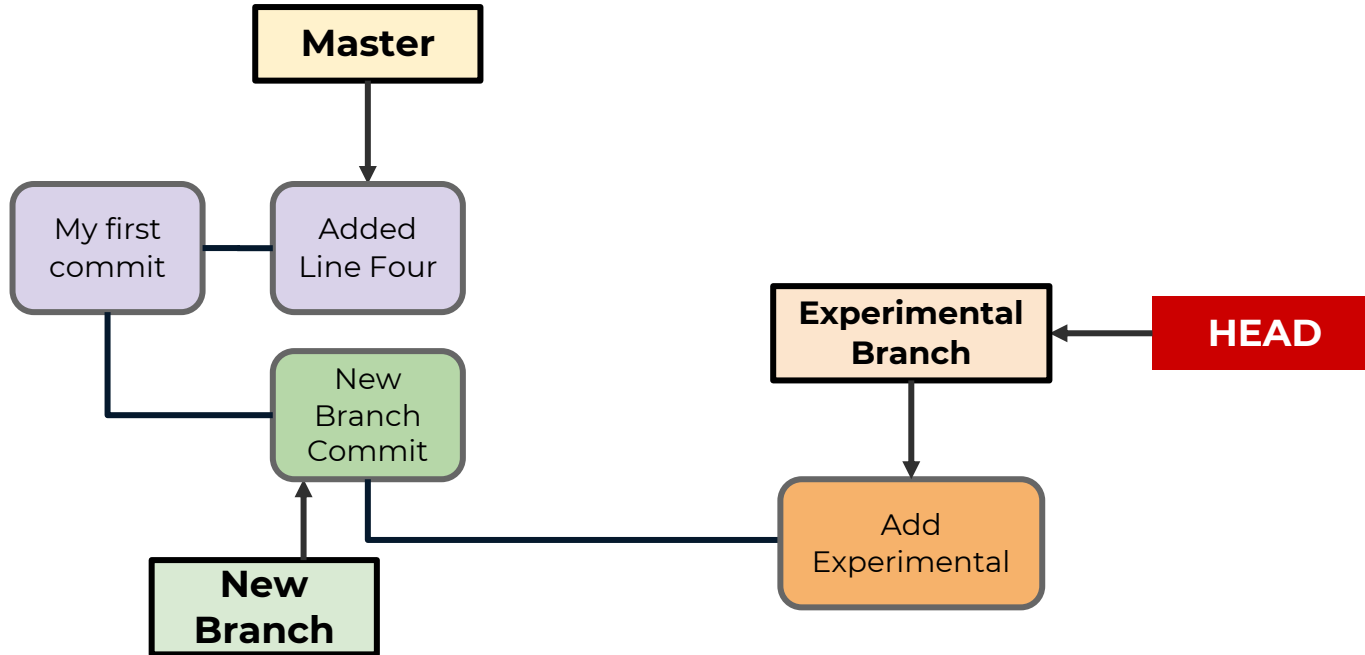 Master
My first
commit
Added
Line Four
Experimental
Branch
HEAD
New
Branch
Commit
Add
Experimental
New
Branch